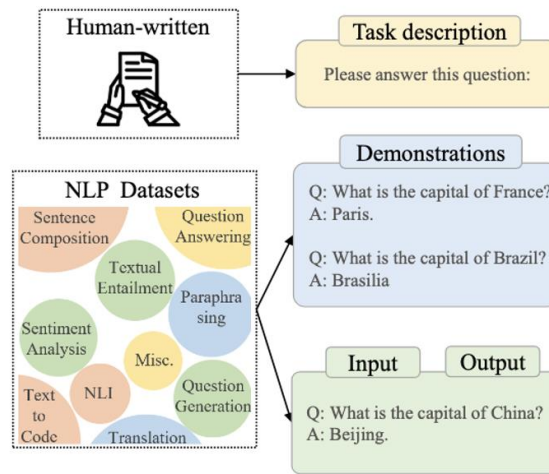 Human-written
Task description
Please answer this question:
Demonstrations
Q: What is the capital of France?
A: Paris.
Q: What is the capital of Brazil?
A: Brasilia
NLP Datasets
Sentence
Composition
Question
Answering
Textual
Entailment
Paraphra
sing
Sentiment
Analysis
Misc.
NLI
Question
Generation
Text
to
Code
Translation
Input
Output
Q: What is the capital of China?
A: Beijing.